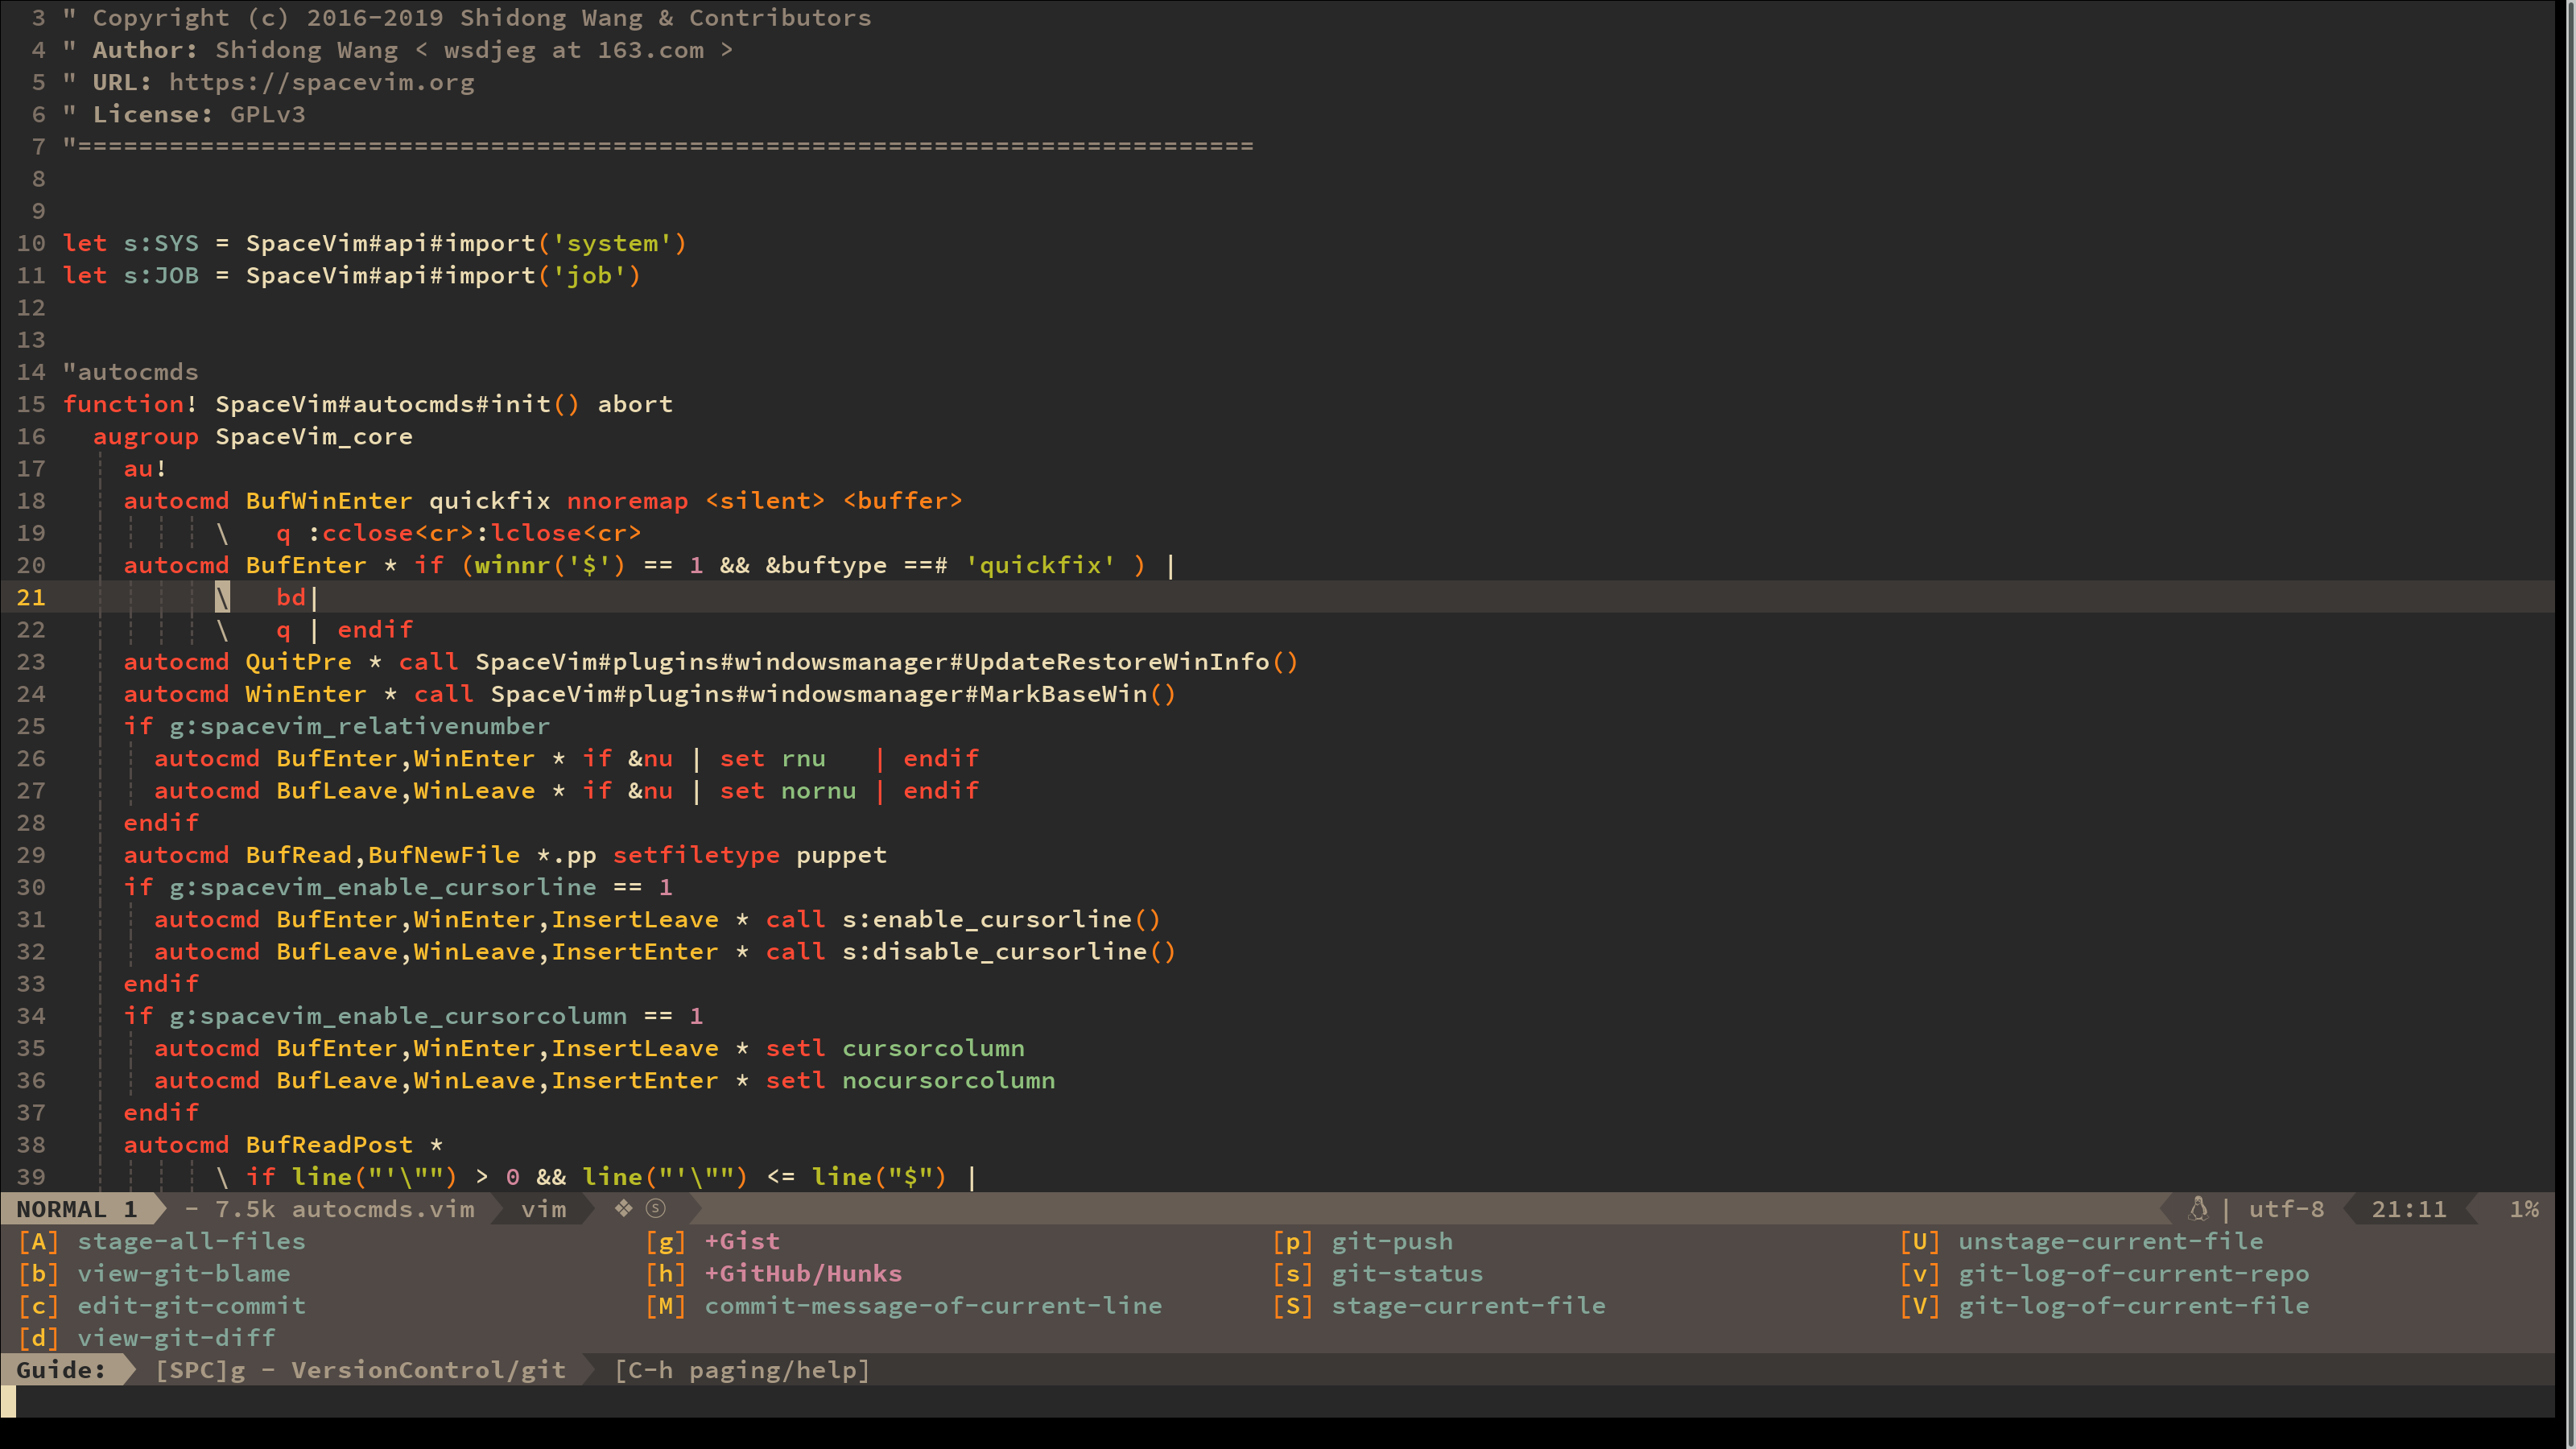 3 " Copyright (c) 2016-2019 Shidong Wang & Contributors
4 " Author: Shidong Wang < wsdjeg at 163.com >
5 " URL: https://spacevim.org
6 " License: GPLv3
7 "=============================================================================
8
9
10 let s:SYS = SpaceVim#api#import('system')
11 let s:JOB = SpaceVim#api#import('job')
12
13
14 "autocmds
15 function! SpaceVim#autocmds#init() abort
16   augroup SpaceVim_core
17     au!
18     autocmd BufWinEnter quickfix nnoremap <silent> <buffer>
19           \   q :cclose<cr>:lclose<cr>
20     autocmd BufEnter * if (winnr('$') == 1 && &buftype ==# 'quickfix' ) |
21           \   bd|
22           \   q | endif
23     autocmd QuitPre * call SpaceVim#plugins#windowsmanager#UpdateRestoreWinInfo()
24     autocmd WinEnter * call SpaceVim#plugins#windowsmanager#MarkBaseWin()
25     if g:spacevim_relativenumber
26       autocmd BufEnter,WinEnter * if &nu | set rnu   | endif
27       autocmd BufLeave,WinLeave * if &nu | set nornu | endif
28     endif
29     autocmd BufRead,BufNewFile *.pp setfiletype puppet
30     if g:spacevim_enable_cursorline == 1
31       autocmd BufEnter,WinEnter,InsertLeave * call s:enable_cursorline()
32       autocmd BufLeave,WinLeave,InsertEnter * call s:disable_cursorline()
33     endif
34     if g:spacevim_enable_cursorcolumn == 1
35       autocmd BufEnter,WinEnter,InsertLeave * setl cursorcolumn
36       autocmd BufLeave,WinLeave,InsertEnter * setl nocursorcolumn
37     endif
38     autocmd BufReadPost *
39           \ if line("'\"") > 0 && line("'\"") <= line("$") |
NORMAL 1 - 7.5k autocmds.vim vim ❖ ⓢ | utf-8 21:11 1%
[A] stage-all-files [g] +Gist [p] git-push [U] unstage-current-file
[b] view-git-blame [h] +GitHub/Hunks [s] git-status [v] git-log-of-current-repo
[c] edit-git-commit [M] commit-message-of-current-line [S] stage-current-file [V] git-log-of-current-file
[d] view-git-diff
Guide: [SPC]g - VersionControl/git [C-h paging/help]